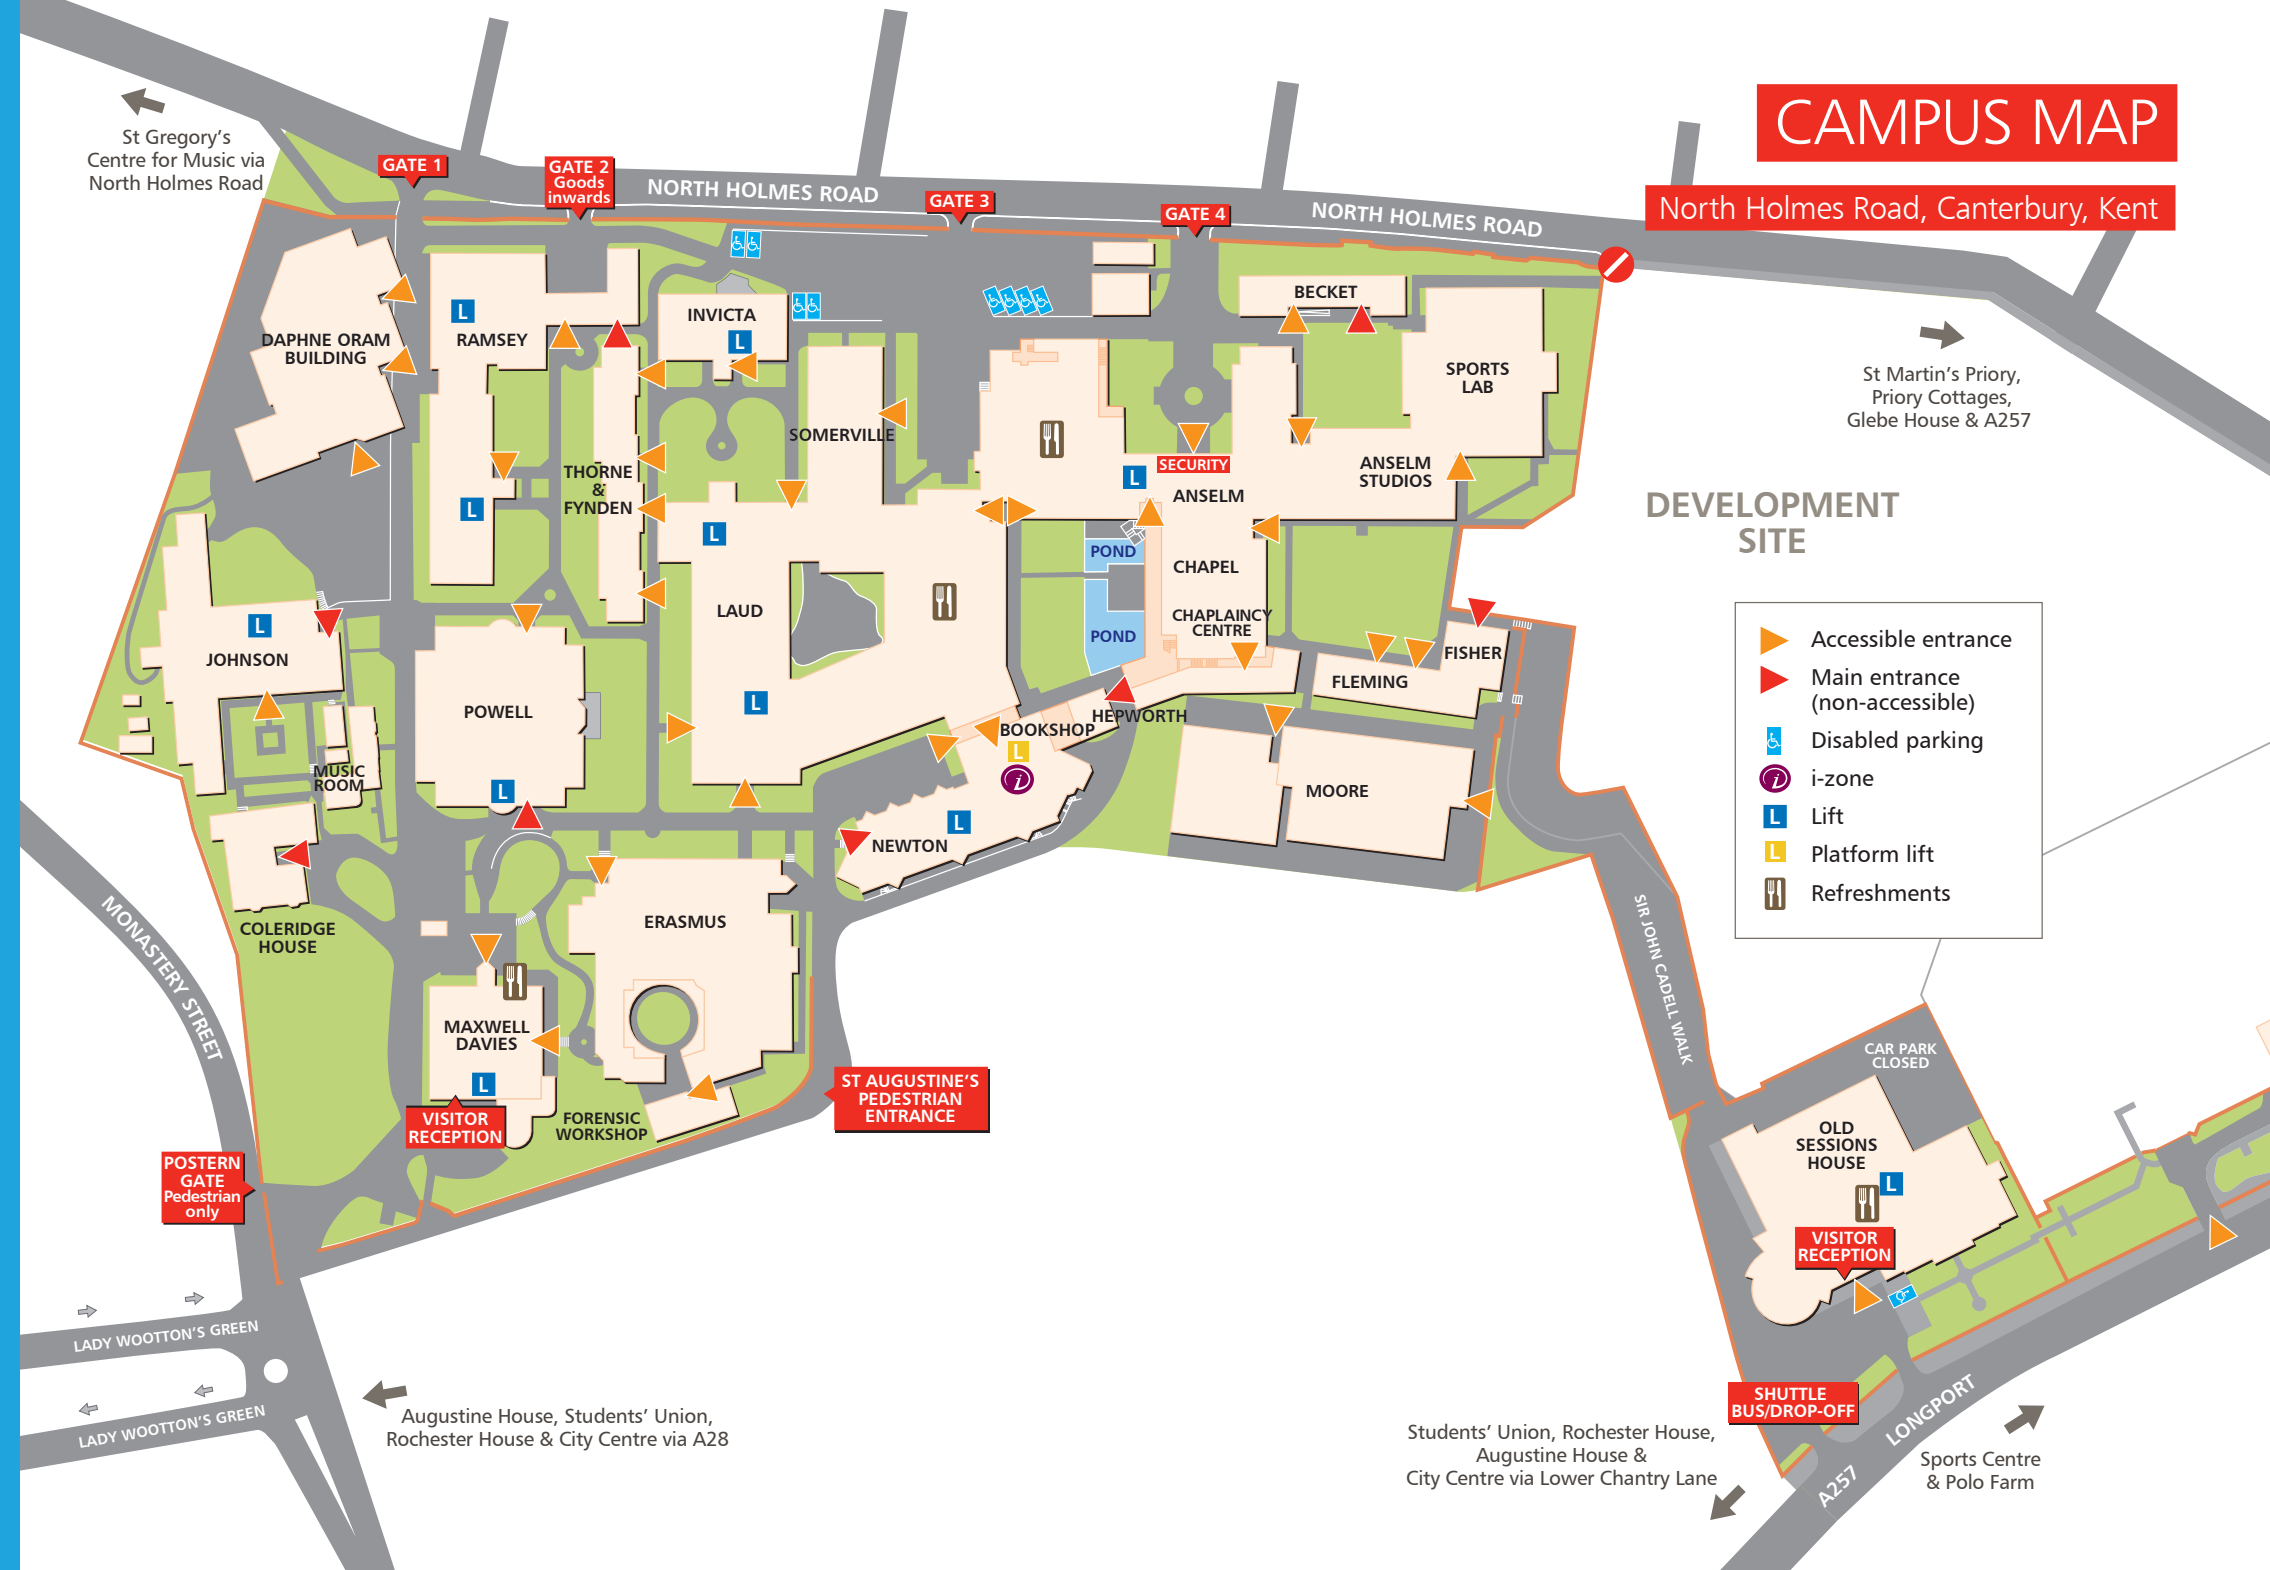 CAMPUS MAP
North Holmes Road, Canterbury, Kent
St Gregory's
Centre for Music via
North Holmes Road
GATE 1
GATE 2
Goods
inwards
NORTH HOLMES ROAD
GATE 3
GATE 4
NORTH HOLMES ROAD
St Martin's Priory,
Priory Cottages,
Glebe House & A257
DAPHNE ORAM
BUILDING
L
RAMSEY
L
INVICTA
L
BECKET
SPORTS
LAB
SOMERVILLE
THORNE
&
FYNDEN
SECURITY
L
ANSELM
ANSELM
STUDIOS
DEVELOPMENT
SITE
L
POND
CHAPEL
LAUD
CHAPLAINCY
CENTRE
POND
L
JOHNSON
FISHER
FLEMING
POWELL
L
L
HEPWORTH
BOOKSHOP
L
i
MUSIC
ROOM
MOORE
L
NEWTON
COLERIDGE
HOUSE
ERASMUS
MAXWELL
DAVIES
L
VISITOR
RECEPTION
FORENSIC
WORKSHOP
ST AUGUSTINE'S
PEDESTRIAN
ENTRANCE
POSTERN
GATE
Pedestrian
only
MONASTERY STREET
Accessible entrance
Main entrance
(non-accessible)
Disabled parking
i
i-zone
L
Lift
L
Platform lift
Refreshments
SIR JOHN CADELL WALK
CAR PARK
CLOSED
OLD
SESSIONS
HOUSE
L
VISITOR
RECEPTION
LADY WOOTTON'S GREEN
LADY WOOTTON'S GREEN
Augustine House, Students' Union,
Rochester House & City Centre via A28
Students' Union, Rochester House,
Augustine House &
City Centre via Lower Chantry Lane
SHUTTLE
BUS/DROP-OFF
LONGPORT
A257
Sports Centre
& Polo Farm